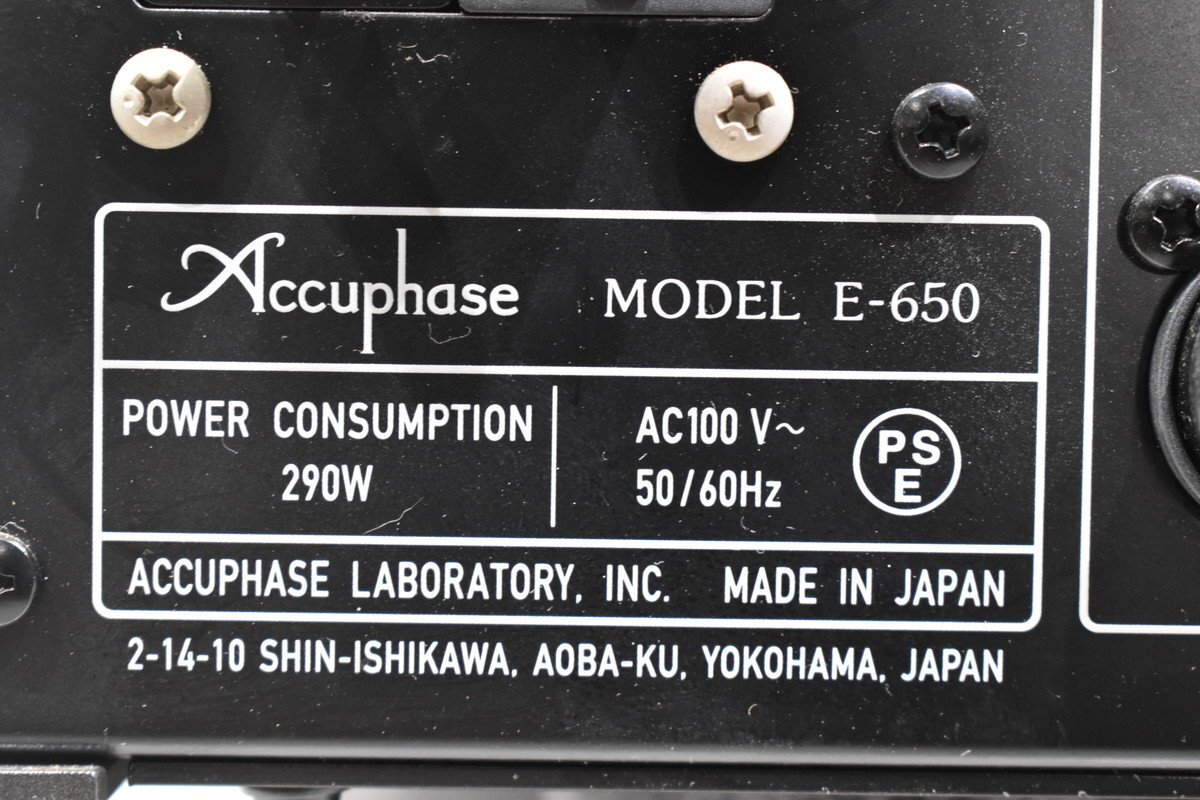 Accuphase MODEL E-650
POWER CONSUMPTION
290W
AC100 V~
50/60Hz
PS
E
ACCUPHASE LABORATORY, INC. MADE IN JAPAN
2-14-10 SHIN-ISHIKAWA, AOBA-KU, YOKOHAMA, JAPAN